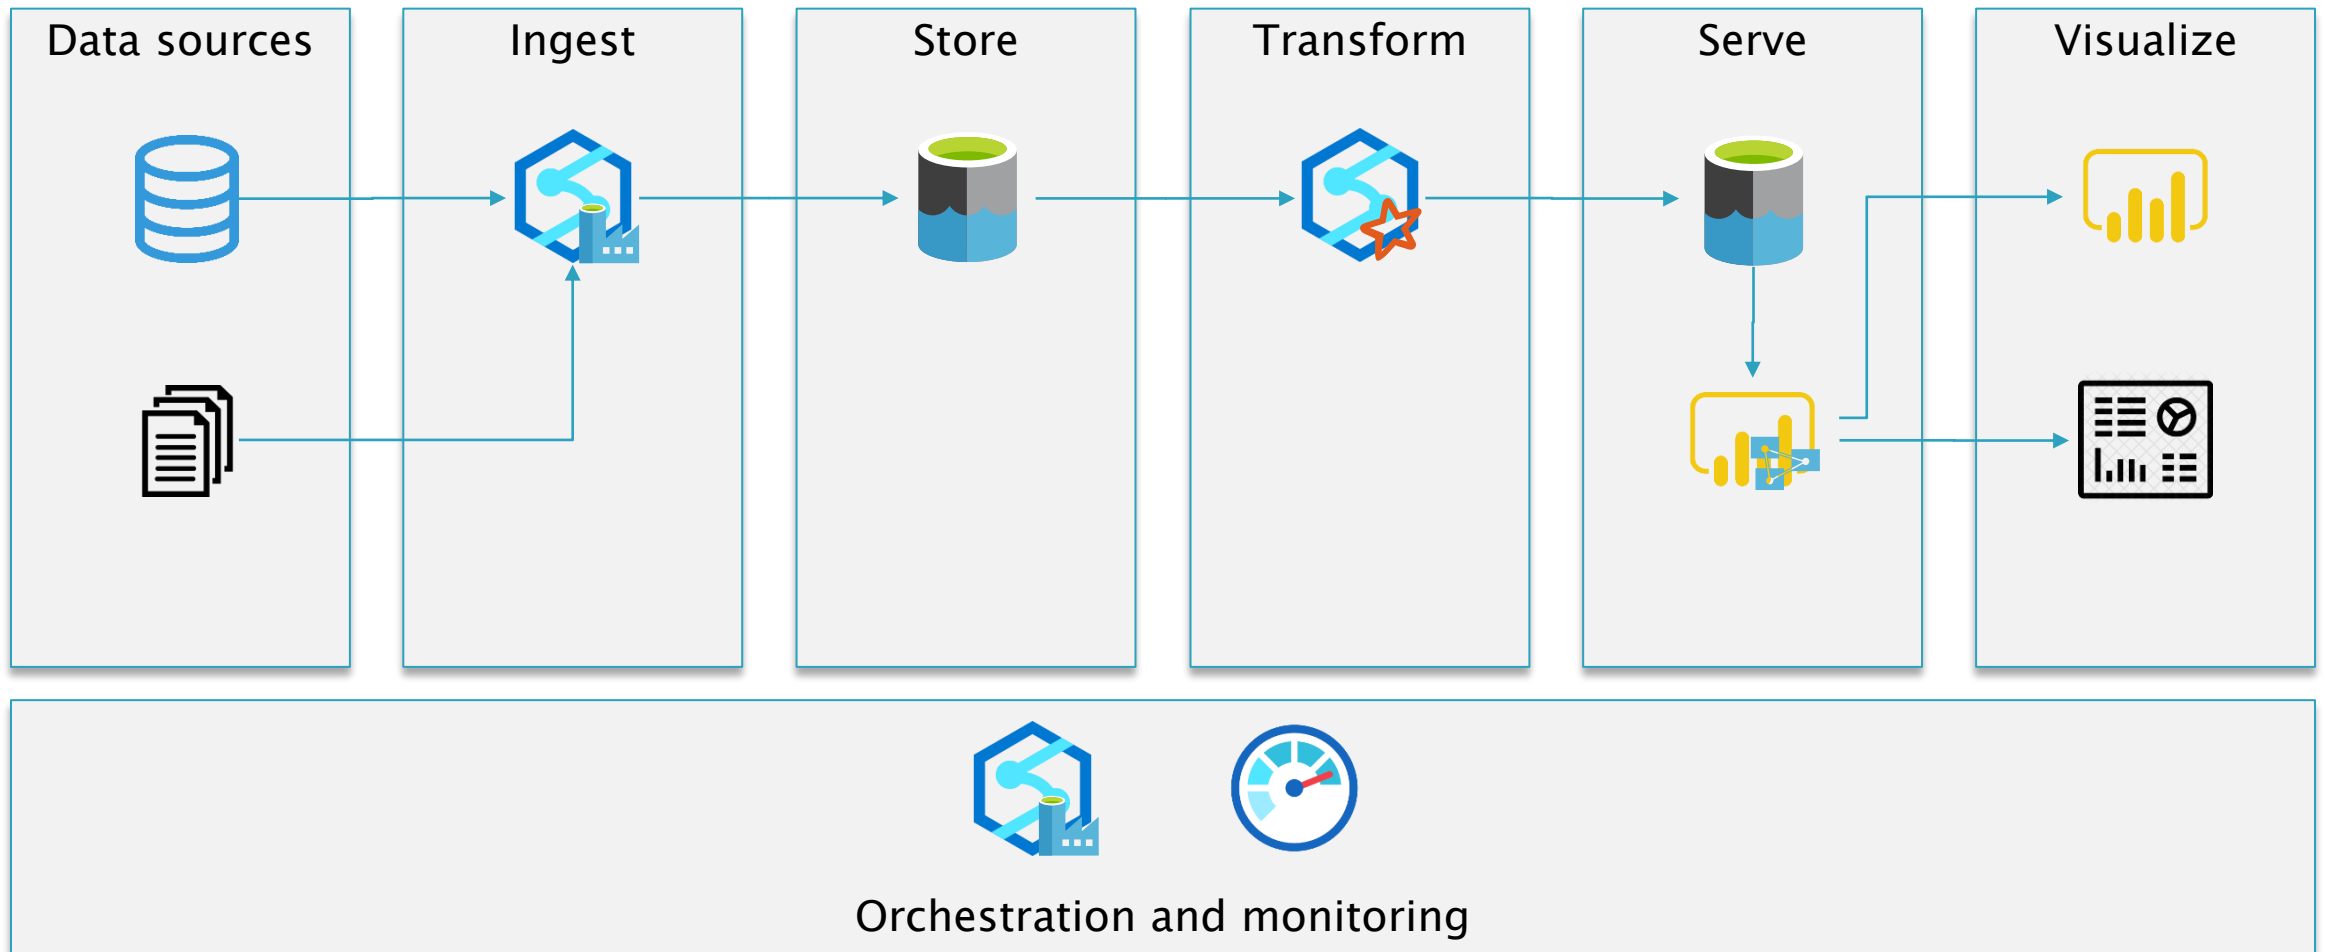 Data sources
Ingest
Store
Transform
Serve
Visualize
Orchestration and monitoring